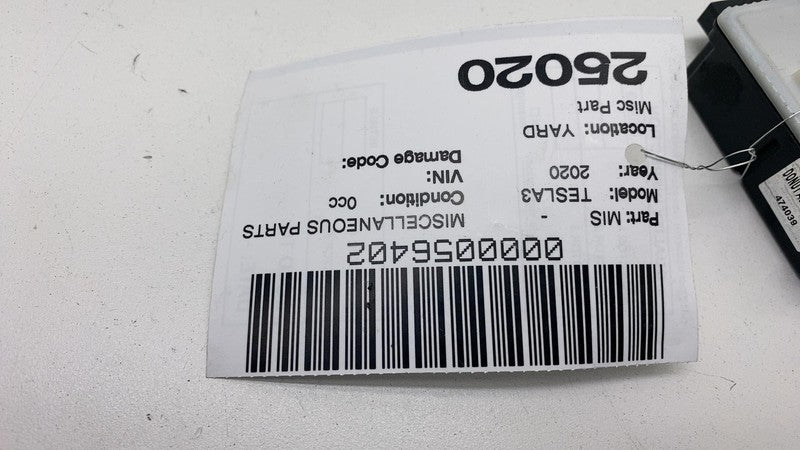 0000056402
Part: MIS - MISCELLANEOUS PARTS
Model: TESLA3 Condition: 0cc
Year: 2020 VIN:
Damage Code:
Location: YARD
Misc Part
25020
474039